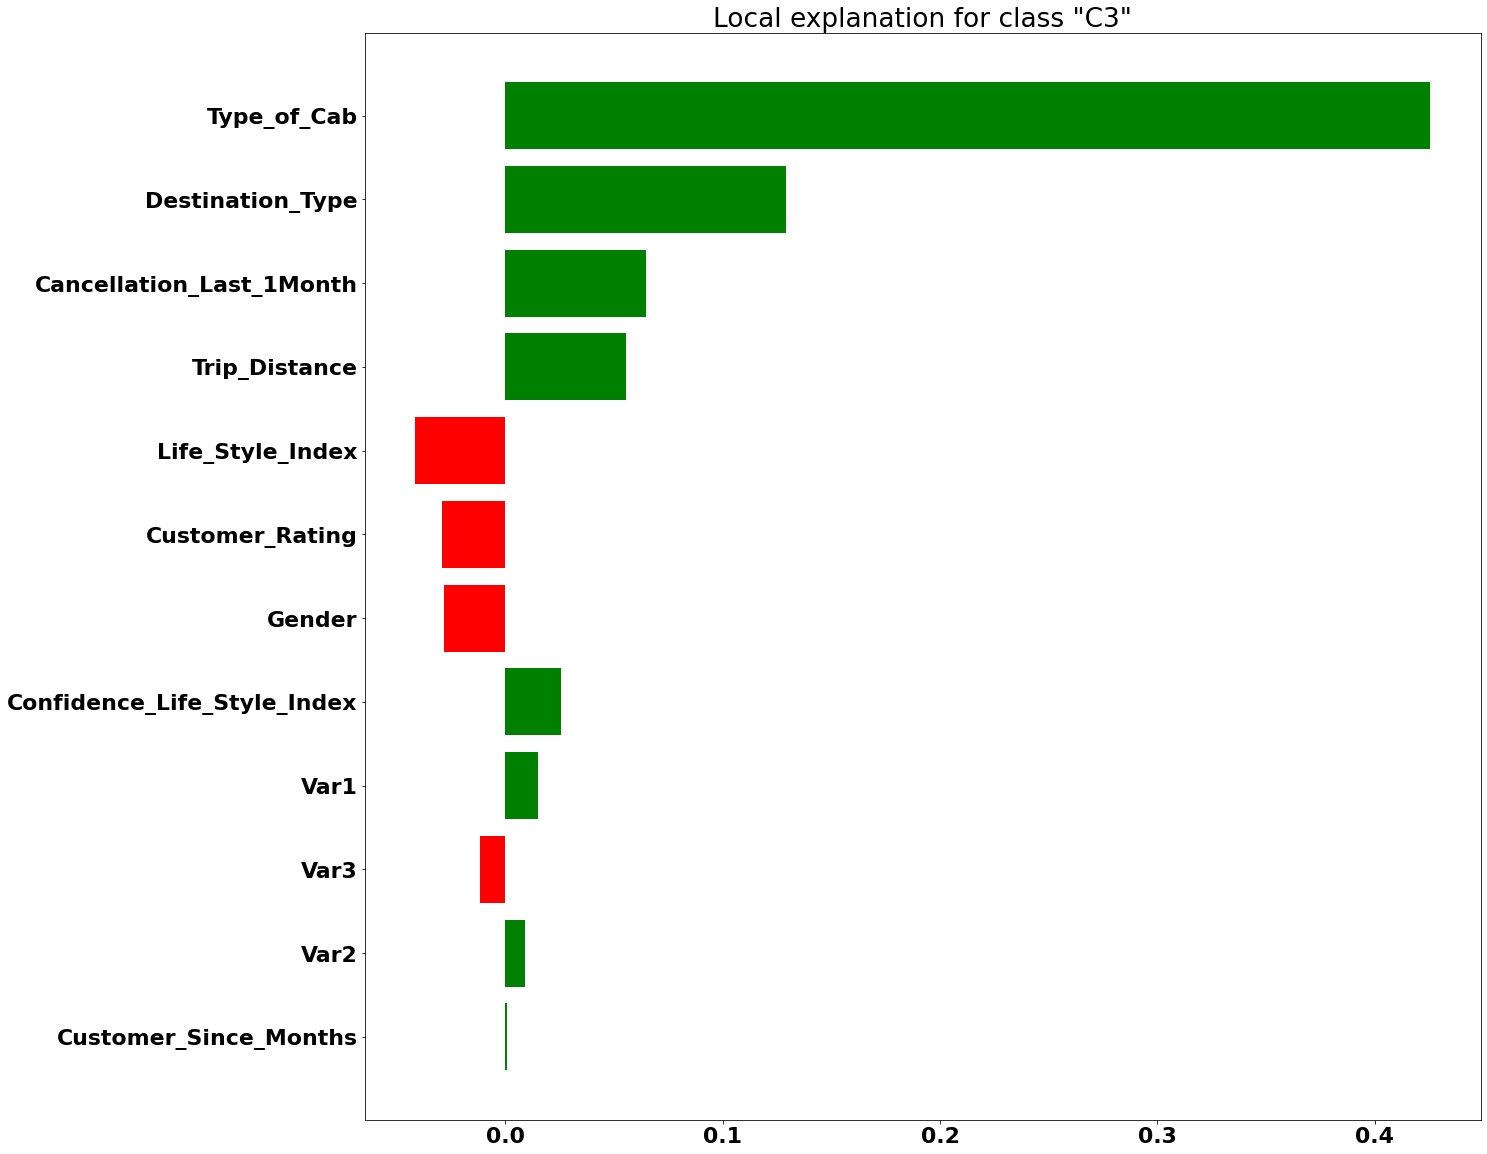 Local explanation for class "C3"
Type_of_Cab
Destination_Type
Cancellation_Last_1Month
Trip_Distance
Life_Style_Index
Customer_Rating
Gender
Confidence_Life_Style_Index
Var1
Var3
Var2
Customer_Since_Months
0.0 0.1 0.2 0.3 0.4